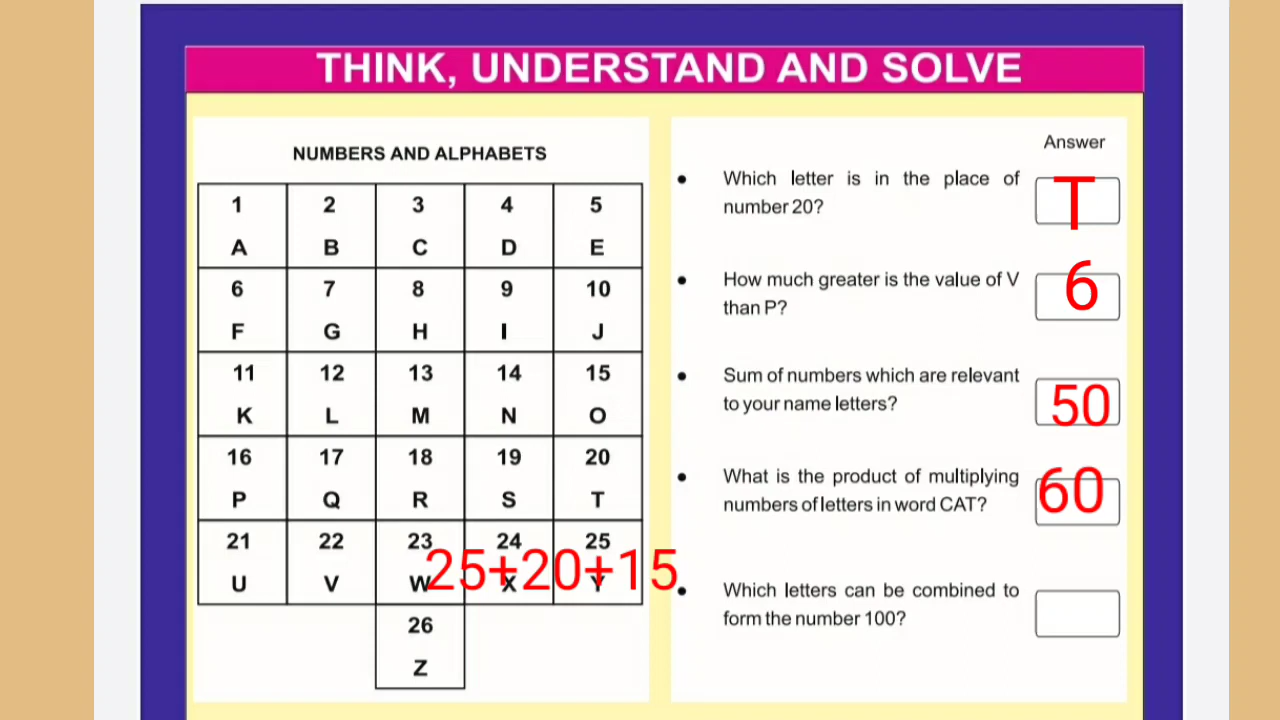 THINK, UNDERSTAND AND SOLVE
NUMBERS AND ALPHABETS
1 2 3 4 5
A B C D E
6 7 8 9 10
F G H I J
11 12 13 14 15
K L M N O
16 17 18 19 20
P Q R S T
21 22 23 24 25
25+20+15
U V W X Y
26
Z
Answer
• Which letter is in the place of
number 20?
T
• How much greater is the value of V
than P?
6
• Sum of numbers which are relevant
to your name letters?
50
• What is the product of multiplying
numbers of letters in word CAT?
60
• Which letters can be combined to
form the number 100?